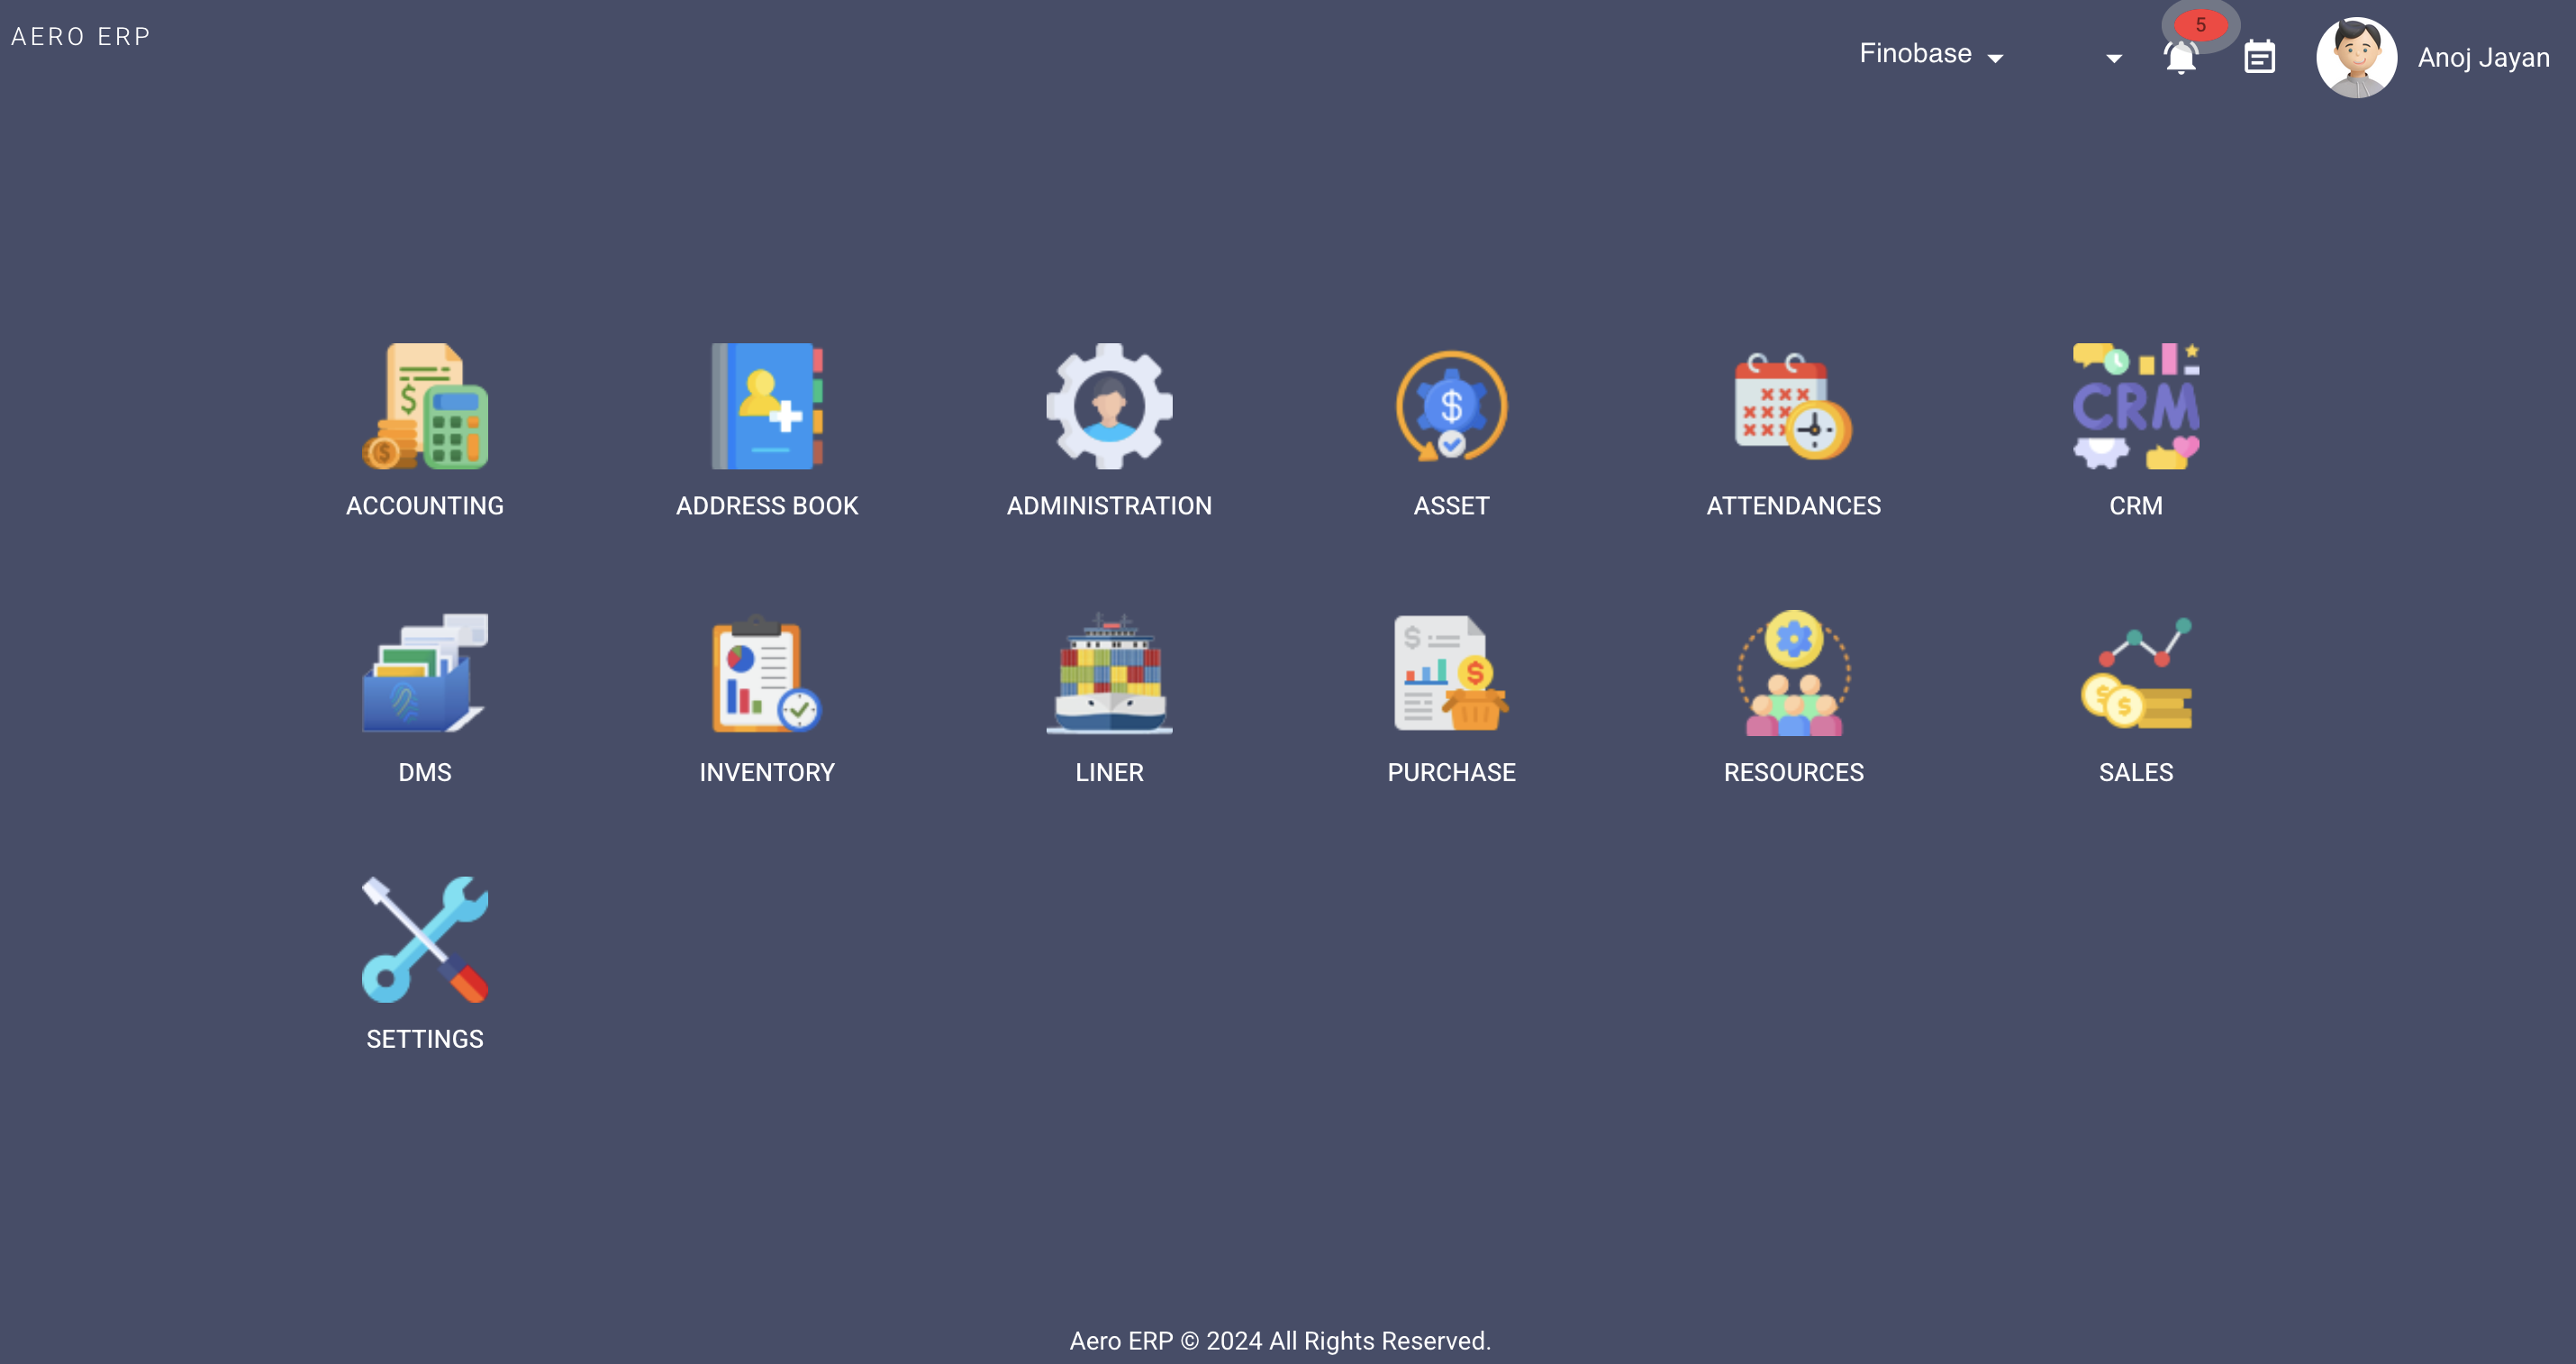 AERO ERP
Finobase
5
Anoj Jayan
ACCOUNTING
ADDRESS BOOK
ADMINISTRATION
ASSET
ATTENDANCES
CRM
CRM
DMS
INVENTORY
LINER
PURCHASE
RESOURCES
SALES
SETTINGS
Aero ERP © 2024 All Rights Reserved.